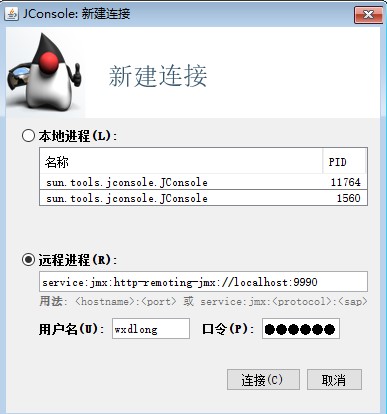 JConsole: 新建连接
新建连接
本地进程(L):
名称 PID
sun.tools.jconsole.JConsole 11764
sun.tools.jconsole.JConsole 1560
远程进程(R):
service:jmx:http-remoting-jmx://localhost:9990
用法: <hostname>:<port> 或 service:jmx:<protocol>:<sap>
用户名(U): wxdlong 口令(P): ●●●●●●
连接(C) 取消